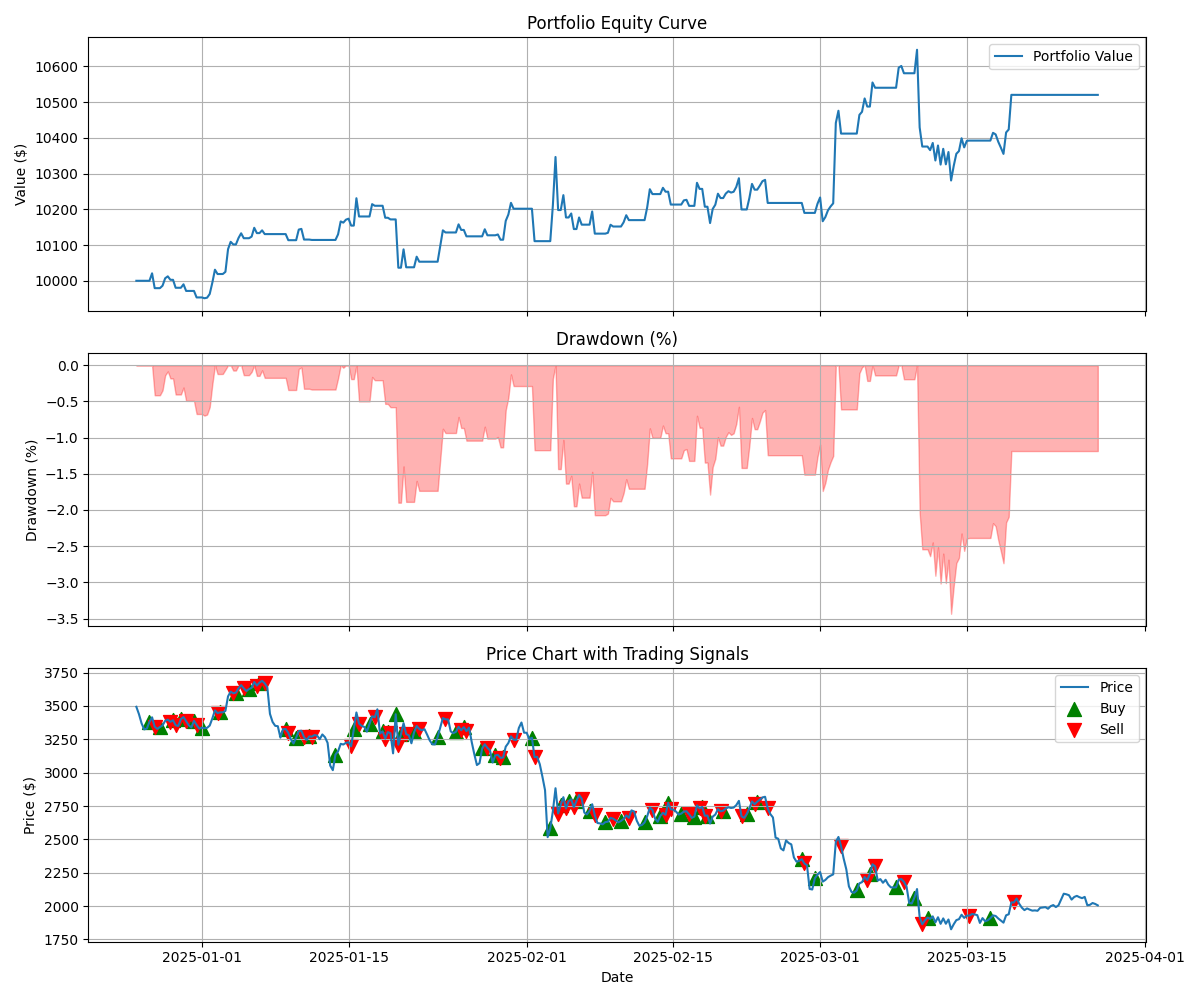 Portfolio Equity Curve
Portfolio Value
10600
10500
10400
10300
10200
10100
10000
Value ($)
Drawdown (%)
0.0
−0.5
−1.0
−1.5
−2.0
−2.5
−3.0
−3.5
Drawdown (%)
Price Chart with Trading Signals
Price
Buy
Sell
3750
3500
3250
3000
2750
2500
2250
2000
1750
Price ($)
2025-01-01 2025-01-15 2025-02-01 2025-02-15 2025-03-01 2025-03-15 2025-04-01
Date